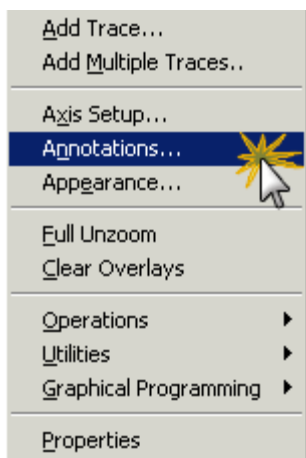 Add Trace...
Add Multiple Traces..
Axis Setup...
Annotations...
Appearance...
Full Unzoom
Clear Overlays
Operations
Utilities
Graphical Programming
Properties